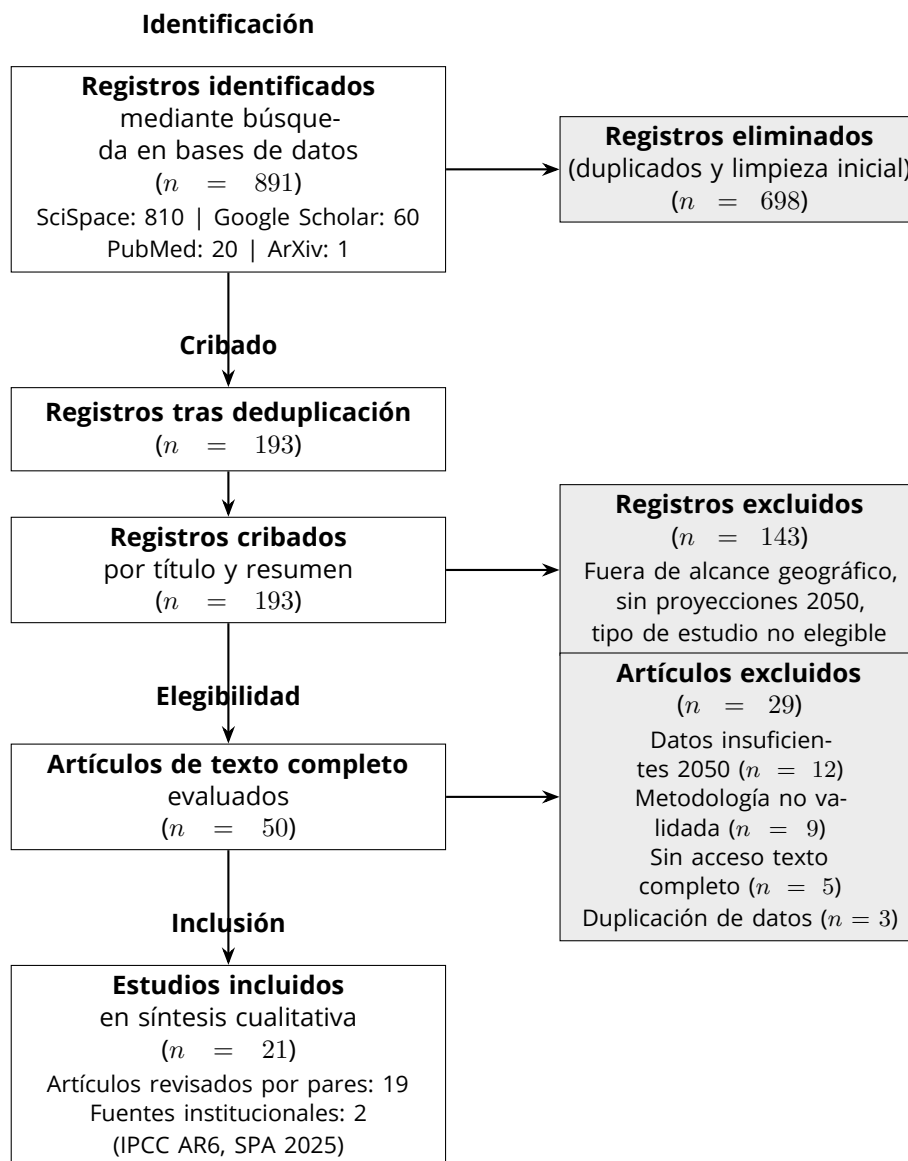 Identificación
Registros identificados
mediante búsque-
da en bases de datos
(n = 891)
SciSpace: 810 | Google Scholar: 60
PubMed: 20 | ArXiv: 1
Registros eliminados
(duplicados y limpieza inicial)
(n = 698)
Cribado
Registros tras deduplicación
(n = 193)
Registros cribados
por título y resumen
(n = 193)
Registros excluidos
(n = 143)
Fuera de alcance geográfico,
sin proyecciones 2050,
tipo de estudio no elegible
Elegibilidad
Artículos de texto completo
evaluados
(n = 50)
Artículos excluidos
(n = 29)
Datos insuficien-
tes 2050 (n = 12)
Metodología no va-
lidada (n = 9)
Sin acceso texto
completo (n = 5)
Duplicación de datos (n = 3)
Inclusión
Estudios incluidos
en síntesis cualitativa
(n = 21)
Artículos revisados por pares: 19
Fuentes institucionales: 2
(IPCC AR6, SPA 2025)